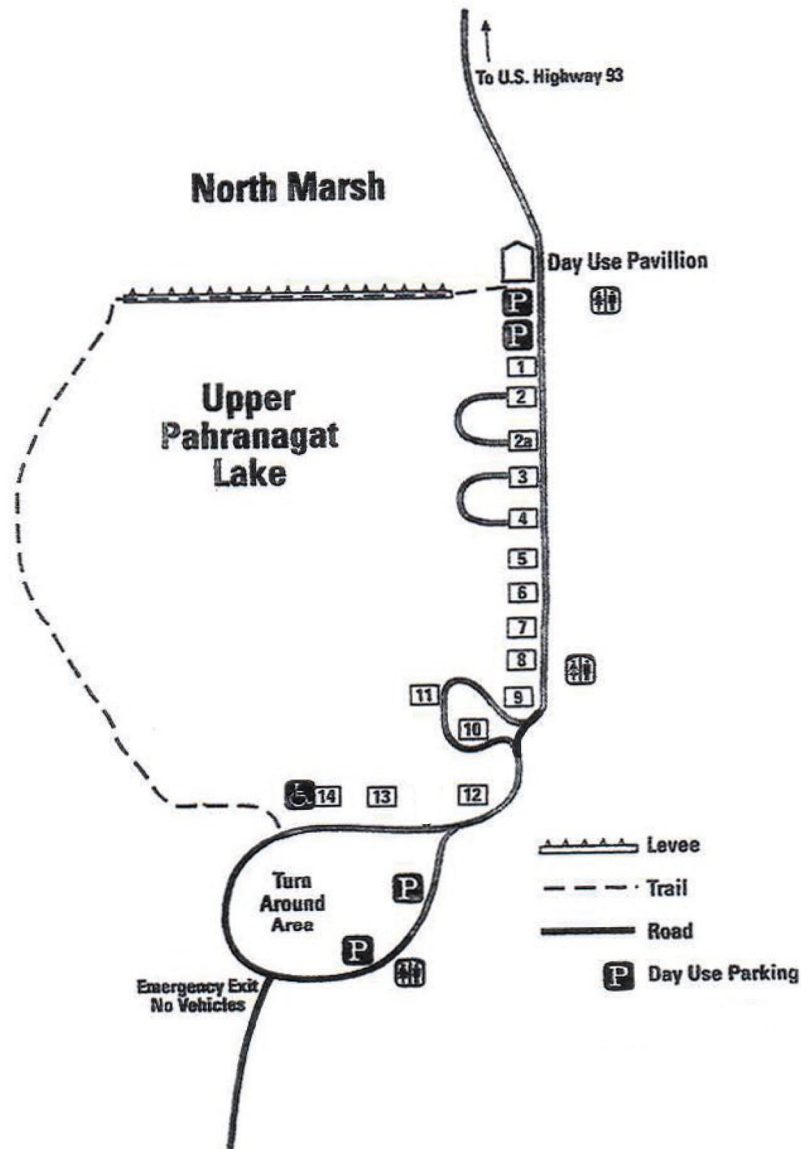 To U.S. Highway 93
North Marsh
Day Use Pavillion
P
P
1
2
2a
3
4
5
6
7
8
9
10
11
12
13
14
Upper
Pahranagat
Lake
Turn
Around
Area
P
P
Emergency Exit
No Vehicles
Levee
Trail
Road
P Day Use Parking